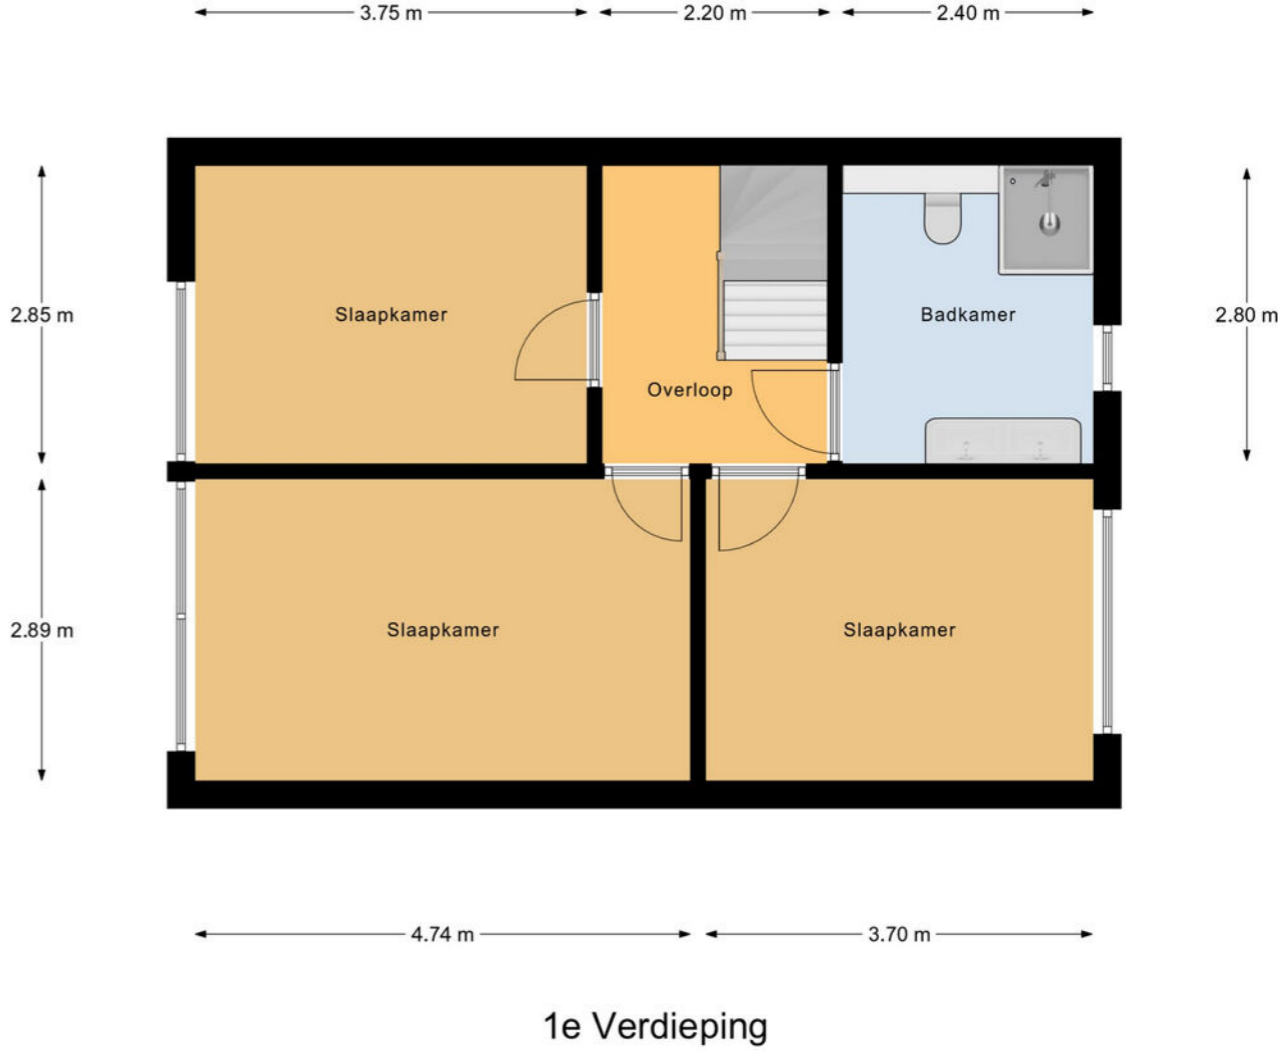 3.75 m
2.20 m
2.40 m
2.85 m
Slaapkamer
Badkamer
2.80 m
Overloop
2.89 m
Slaapkamer
Slaapkamer
4.74 m
3.70 m
1e Verdieping